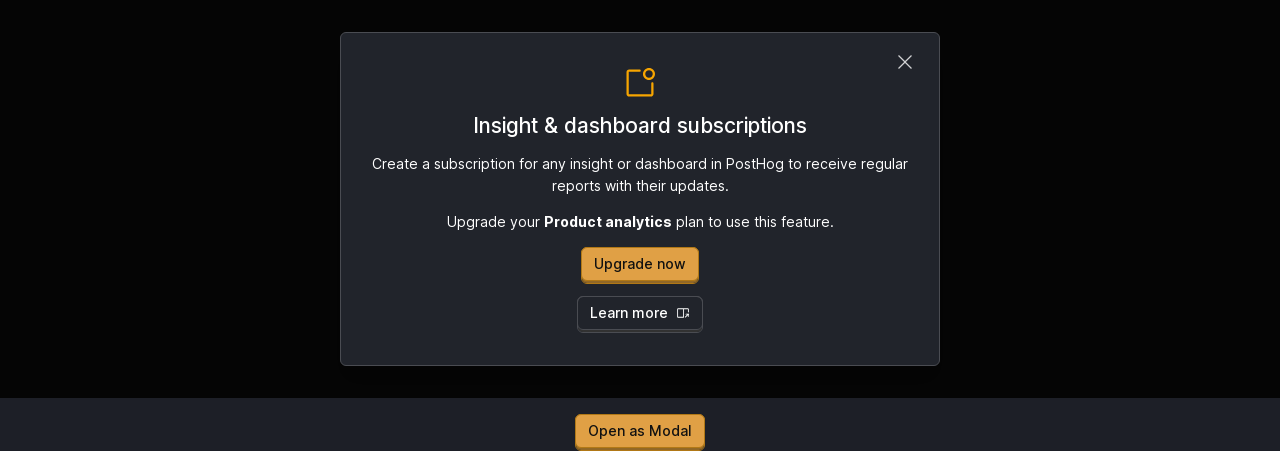 Insight & dashboard subscriptions
Create a subscription for any insight or dashboard in PostHog to receive regular
reports with their updates.
Upgrade your Product analytics plan to use this feature.
Upgrade now
Learn more
Open as Modal